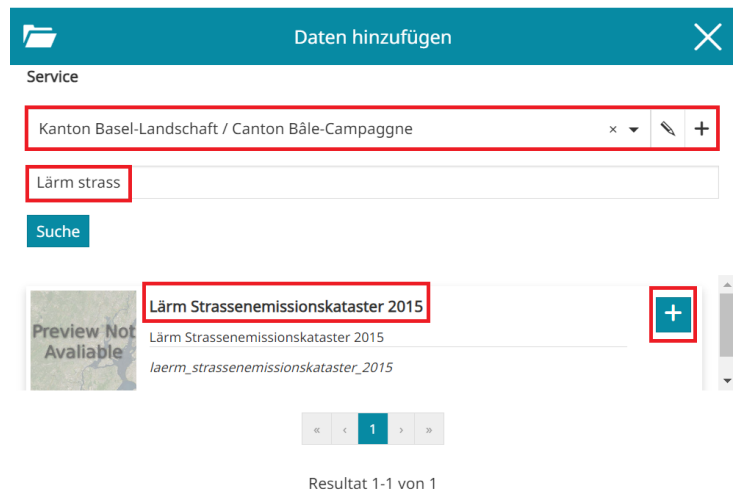 Daten hinzufügen
Service
Kanton Basel-Landschaft / Canton Bâle-Campaggne
Lärm strass
Suche
Preview Not
Avaliable
Lärm Strassenemissionskataster 2015
Lärm Strassenemissionskataster 2015
laerm_strassenemissionskataster_2015
« ‹ 1 › »
Resultat 1-1 von 1